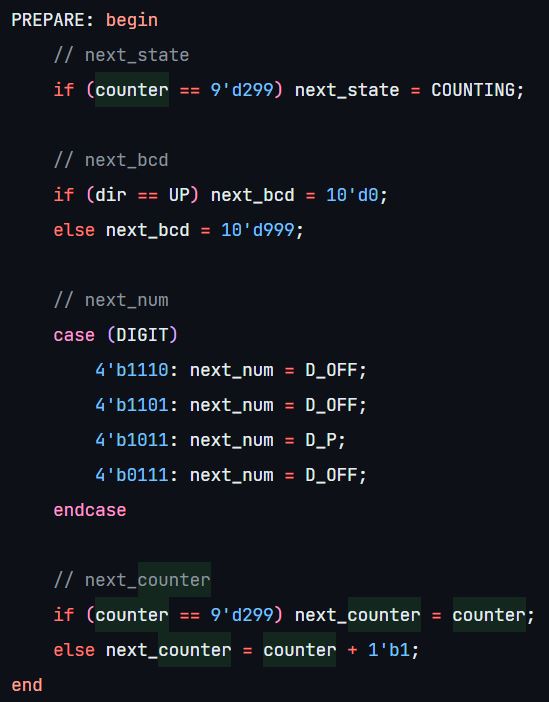 PREPARE: begin
    // next_state
    if (counter == 9'd299) next_state = COUNTING;

    // next_bcd
    if (dir == UP) next_bcd = 10'd0;
    else next_bcd = 10'd999;

    // next_num
    case (DIGIT)
        4'b1110: next_num = D_OFF;
        4'b1101: next_num = D_OFF;
        4'b1011: next_num = D_P;
        4'b0111: next_num = D_OFF;
    endcase

    // next_counter
    if (counter == 9'd299) next_counter = counter;
    else next_counter = counter + 1'b1;
end